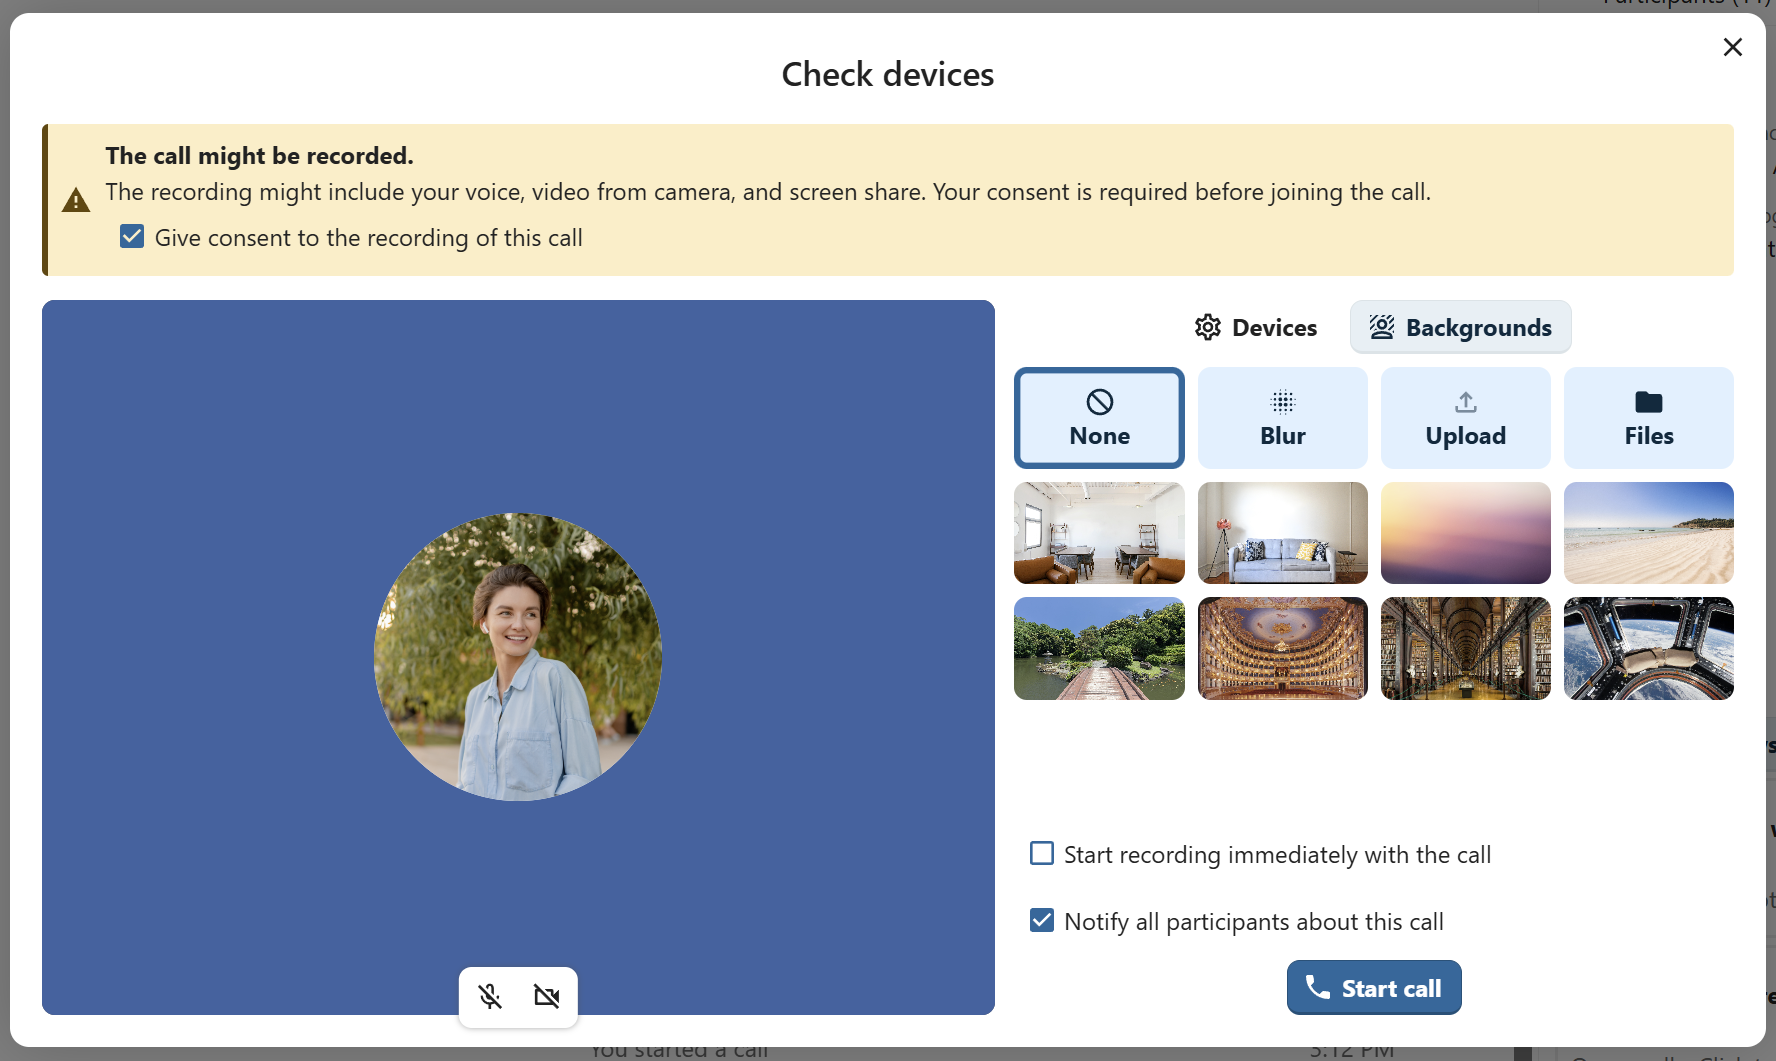 Participants
Check devices
The call might be recorded.
The recording might include your voice, video from camera, and screen share. Your consent is required before joining the call.
Give consent to the recording of this call
Devices
Backgrounds
None
Blur
Upload
Files
Start recording immediately with the call
Notify all participants about this call
Start call
You started a call
3:12 PM